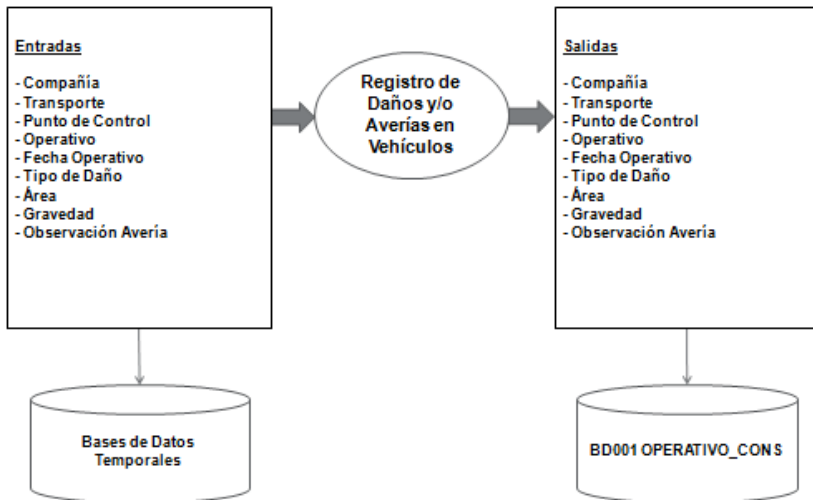 Entradas
- Compañía
- Transporte
- Punto de Control
- Operativo
- Fecha Operativo
- Tipo de Daño
- Área
- Gravedad
- Observación Avería
Registro de
Daños y/o
Averías en
Vehículos
Salidas
- Compañía
- Transporte
- Punto de Control
- Operativo
- Fecha Operativo
- Tipo de Daño
- Área
- Gravedad
- Observación Avería
Bases de Datos
Temporales
BD001 OPERATIVO_CONS